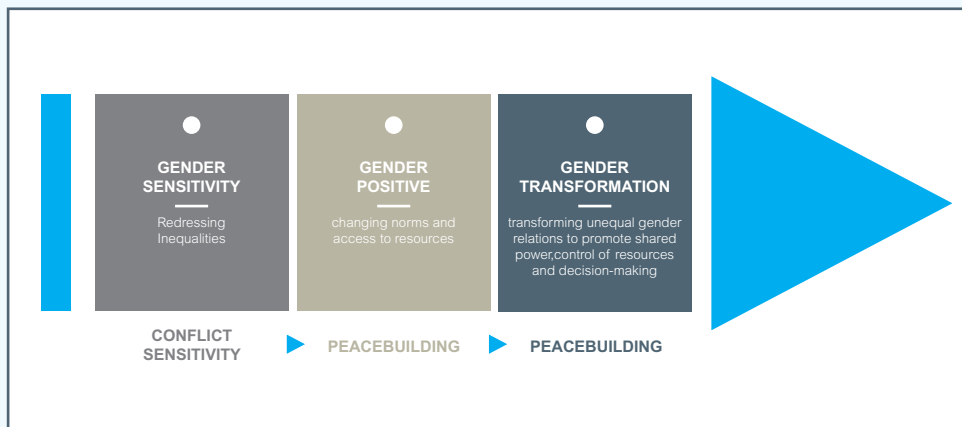 GENDER
SENSITIVITY
Redressing
Inequalities
GENDER
POSITIVE
changing norms and
access to resources
GENDER
TRANSFORMATION
transforming unequal gender
relations to promote shared
power,control of resources
and decision-making
CONFLICT
SENSITIVITY
PEACEBUILDING
PEACEBUILDING